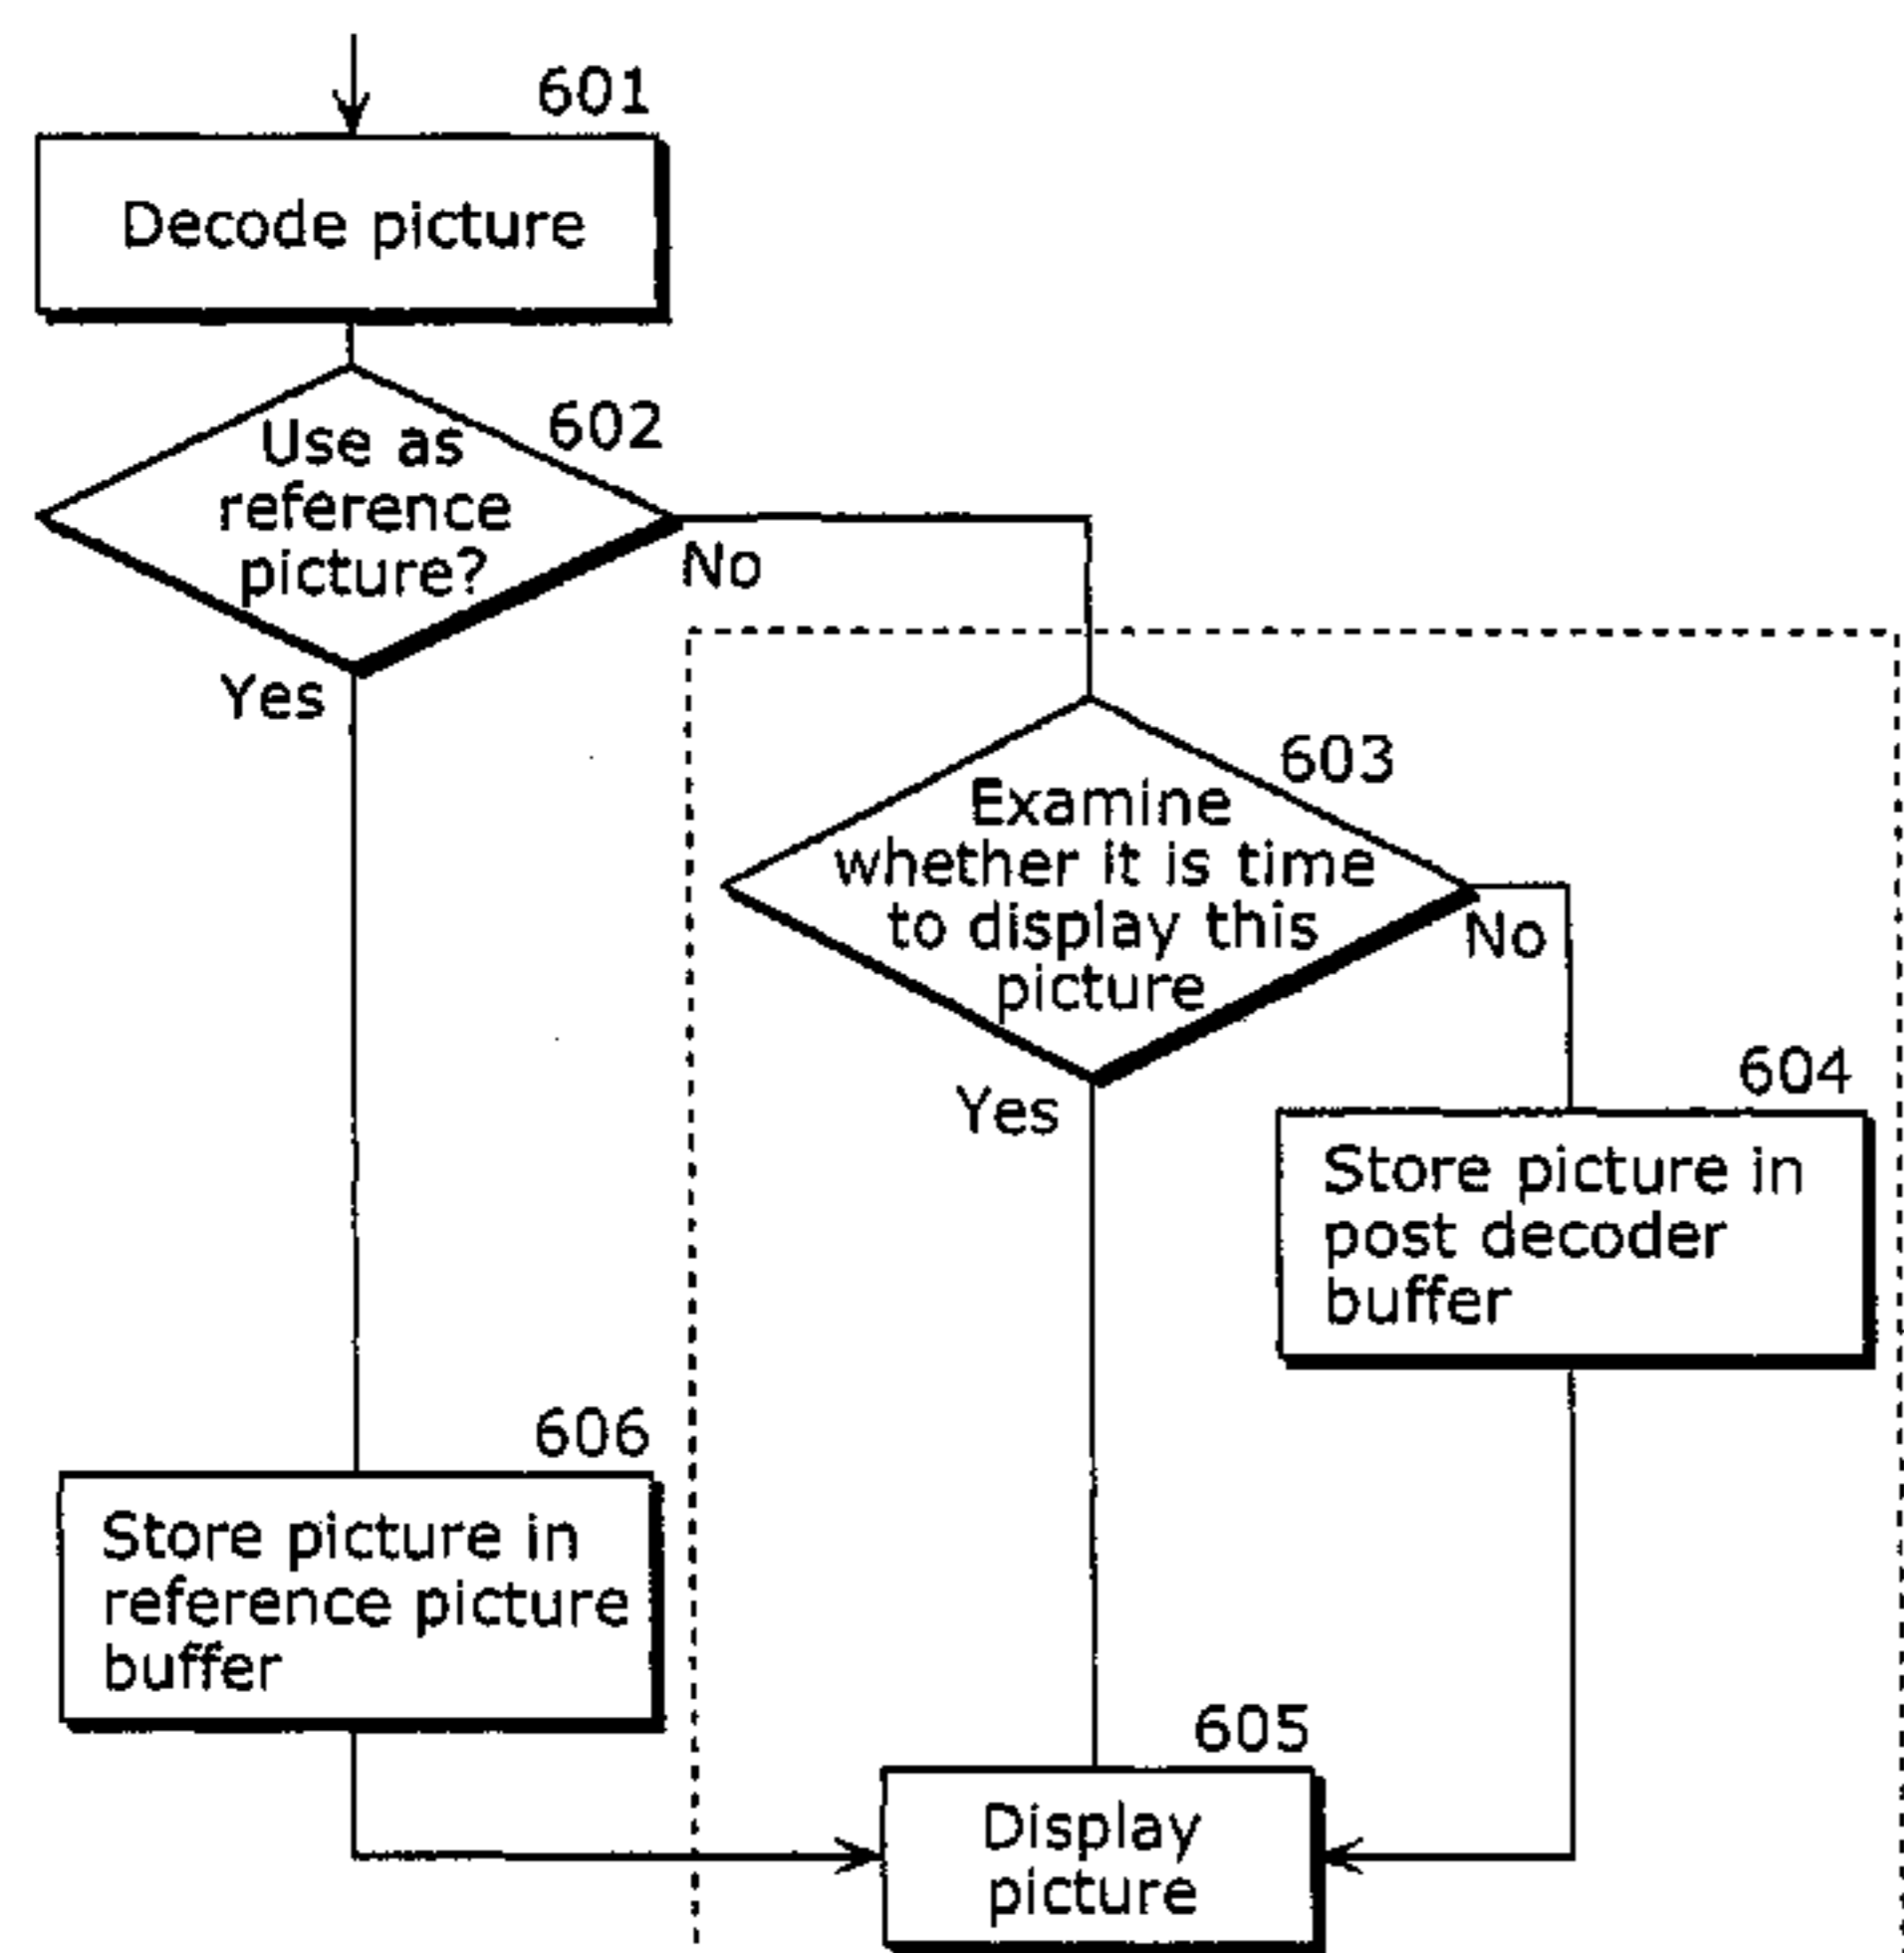 601
Decode picture
602
Use as
reference
picture?
No
Yes
603
Examine
whether it is time
to display this
picture
No
Yes
604
Store picture in
post decoder
buffer
606
Store picture in
reference picture
buffer
605
Display
picture